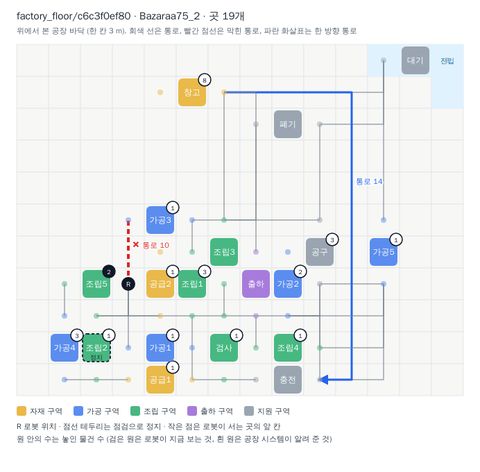 factory_floor/c6c3f0ef80 · Bazaraa75_2 · 곳 19개
위에서 본 공장 바닥 (한 칸 3 m). 회색 선은 통로, 빨간 점선은 막힌 통로, 파란 화살표는 한 방향 통로
대기 전립
창고 8
폐기
통로 14
가공3 1
✕ 통로 10
조립3
공구 3
가공5 1
조립5 2
R
공급2 1
조립1 3
출하
가공2 2
가공4 3
조립2 1
정지
가공1 1
검사 1
조립4 1
공급1 1
충전
자재 구역 가공 구역 조립 구역 출하 구역 지원 구역
R 로봇 위치 · 점선 테두리는 점검으로 정지 · 작은 점은 로봇이 서는 곳의 앞 칸
원 안의 수는 놓인 물건 수 (검은 원은 로봇이 지금 보는 것, 흰 원은 공장 시스템이 알려 준 것)